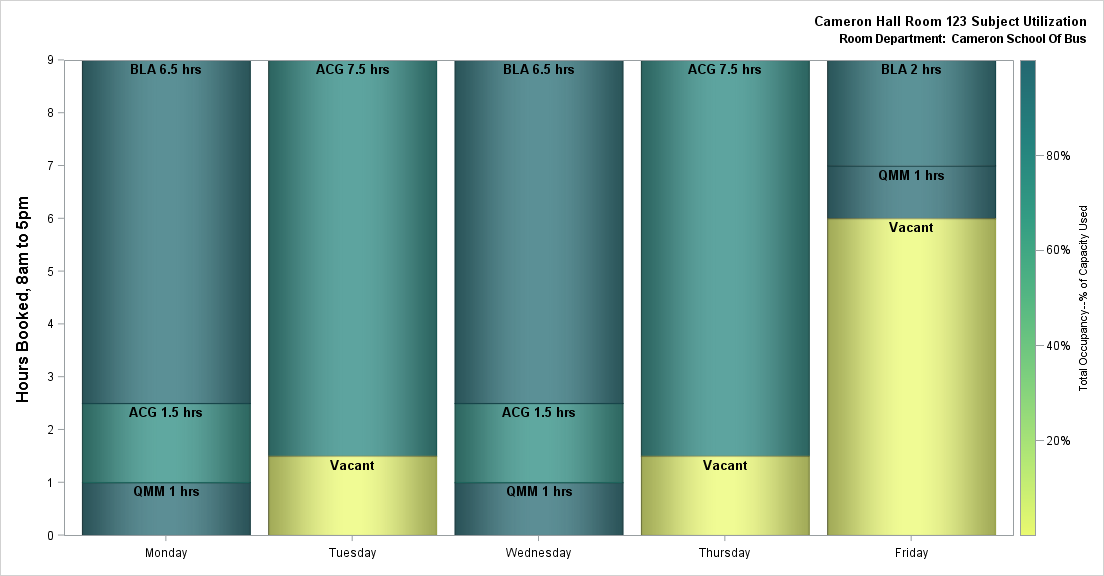 Cameron Hall Room 123 Subject Utilization
Room Department: Cameron School Of Bus
Hours Booked, 8am to 5pm
9
8
7
6
5
4
3
2
1
0
BLA 6.5 hrs
ACG 1.5 hrs
QMM 1 hrs
ACG 7.5 hrs
Vacant
BLA 6.5 hrs
ACG 1.5 hrs
QMM 1 hrs
ACG 7.5 hrs
Vacant
BLA 2 hrs
QMM 1 hrs
Vacant
Monday
Tuesday
Wednesday
Thursday
Friday
80%
60%
40%
20%
Total Occupancy--% of Capacity Used